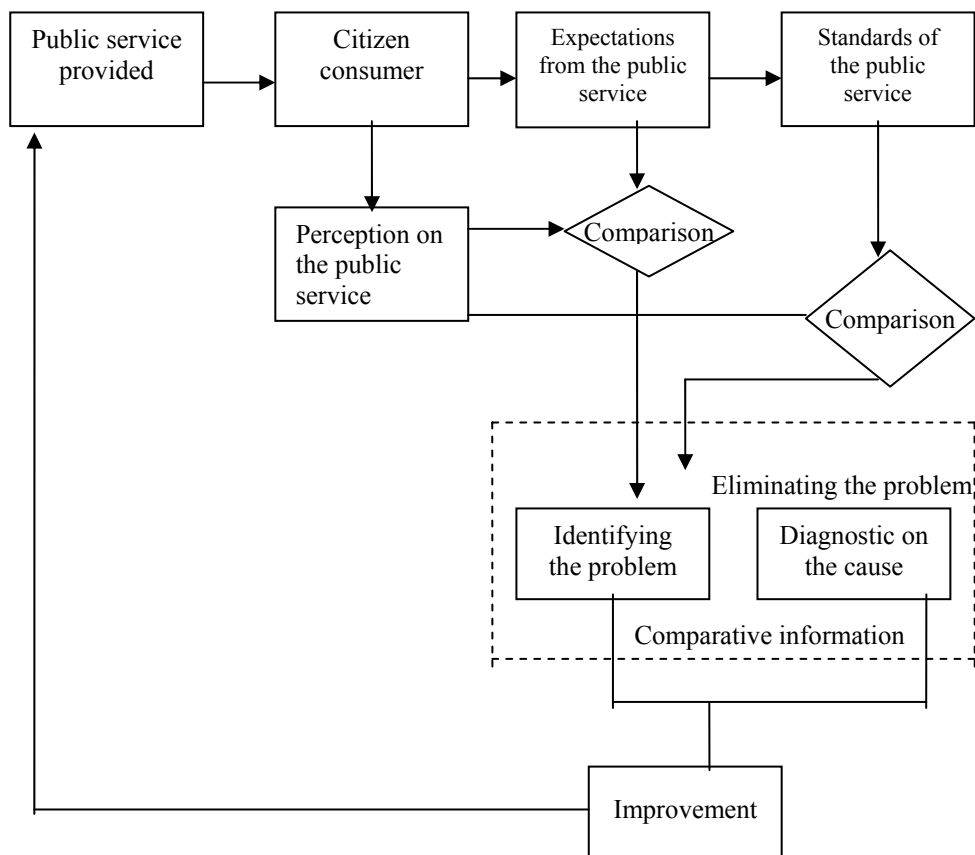 Public service
provided
Citizen
consumer
Expectations
from the public
service
Standards of
the public
service
Perception on
the public
service
Comparison
Comparison
Eliminating the problem
Identifying
the problem
Diagnostic on
the cause
Comparative information
Improvement